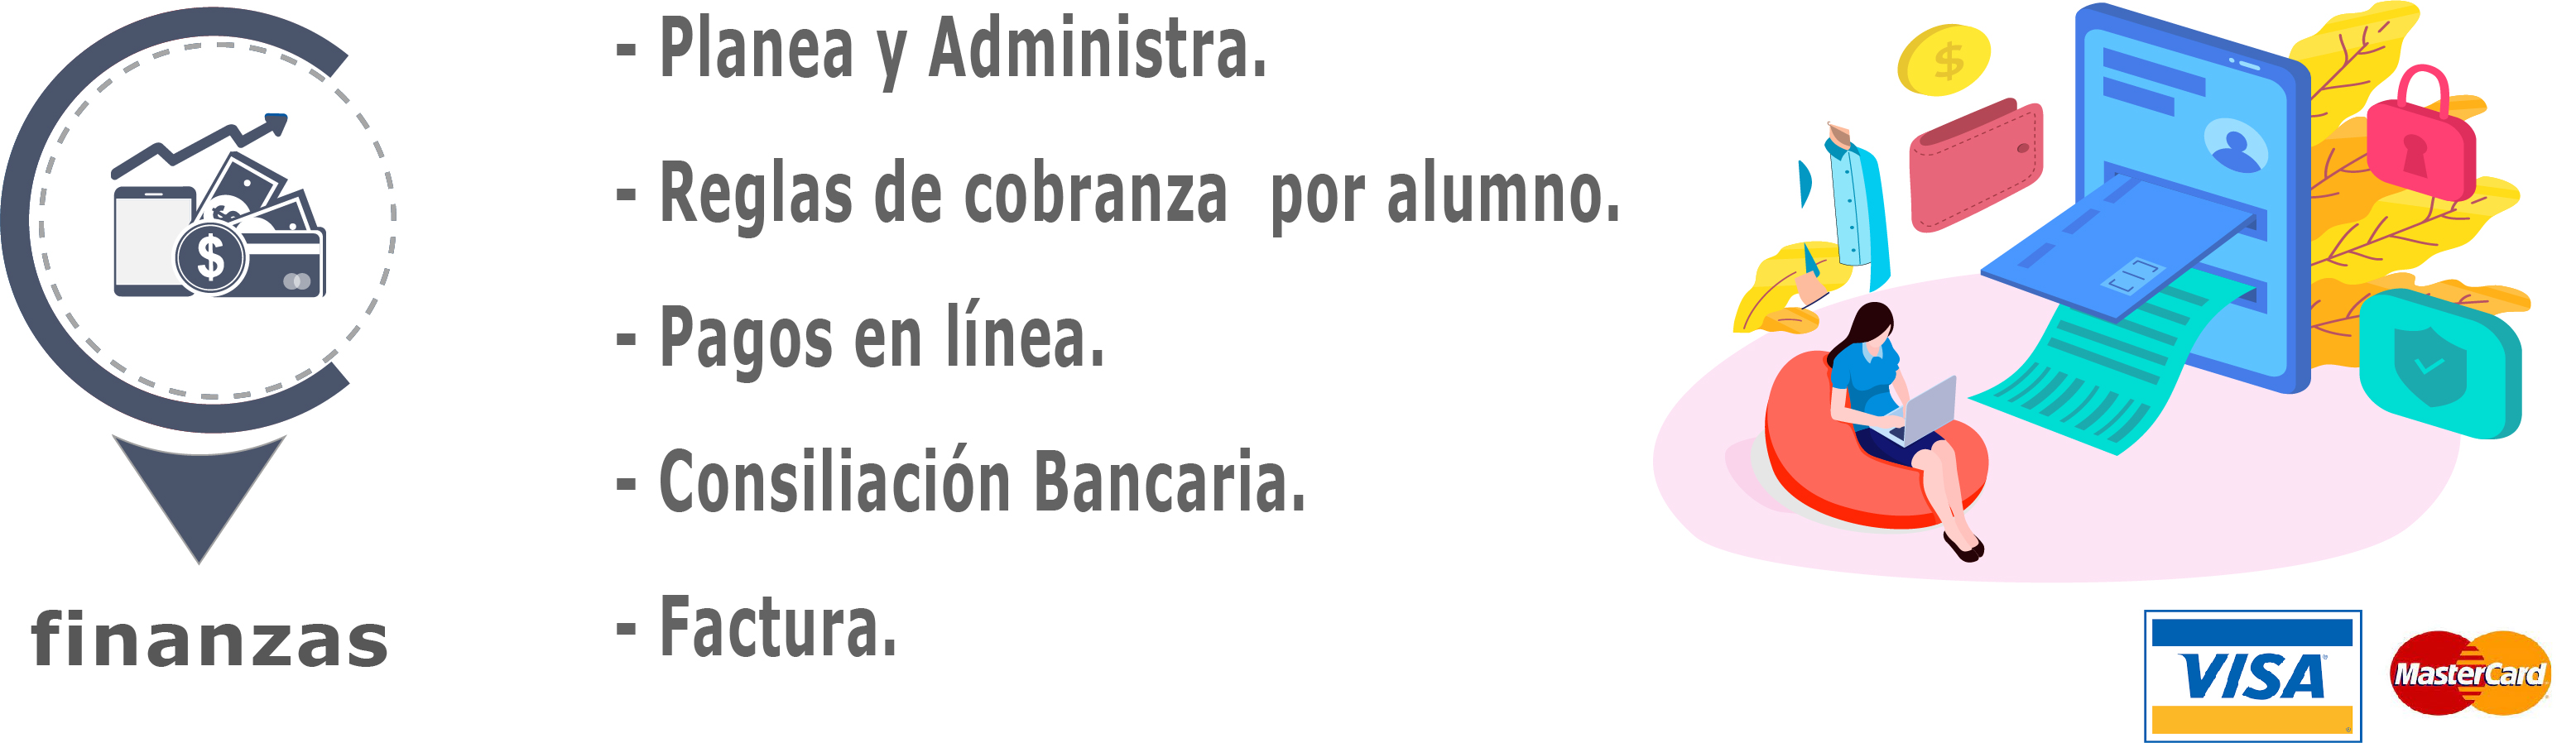 - Planea y Administra.
- Reglas de cobranza  por alumno.
- Pagos en línea.
- Consiliación Bancaria.
- Factura.
finanzas
$
$
VISA
MasterCard